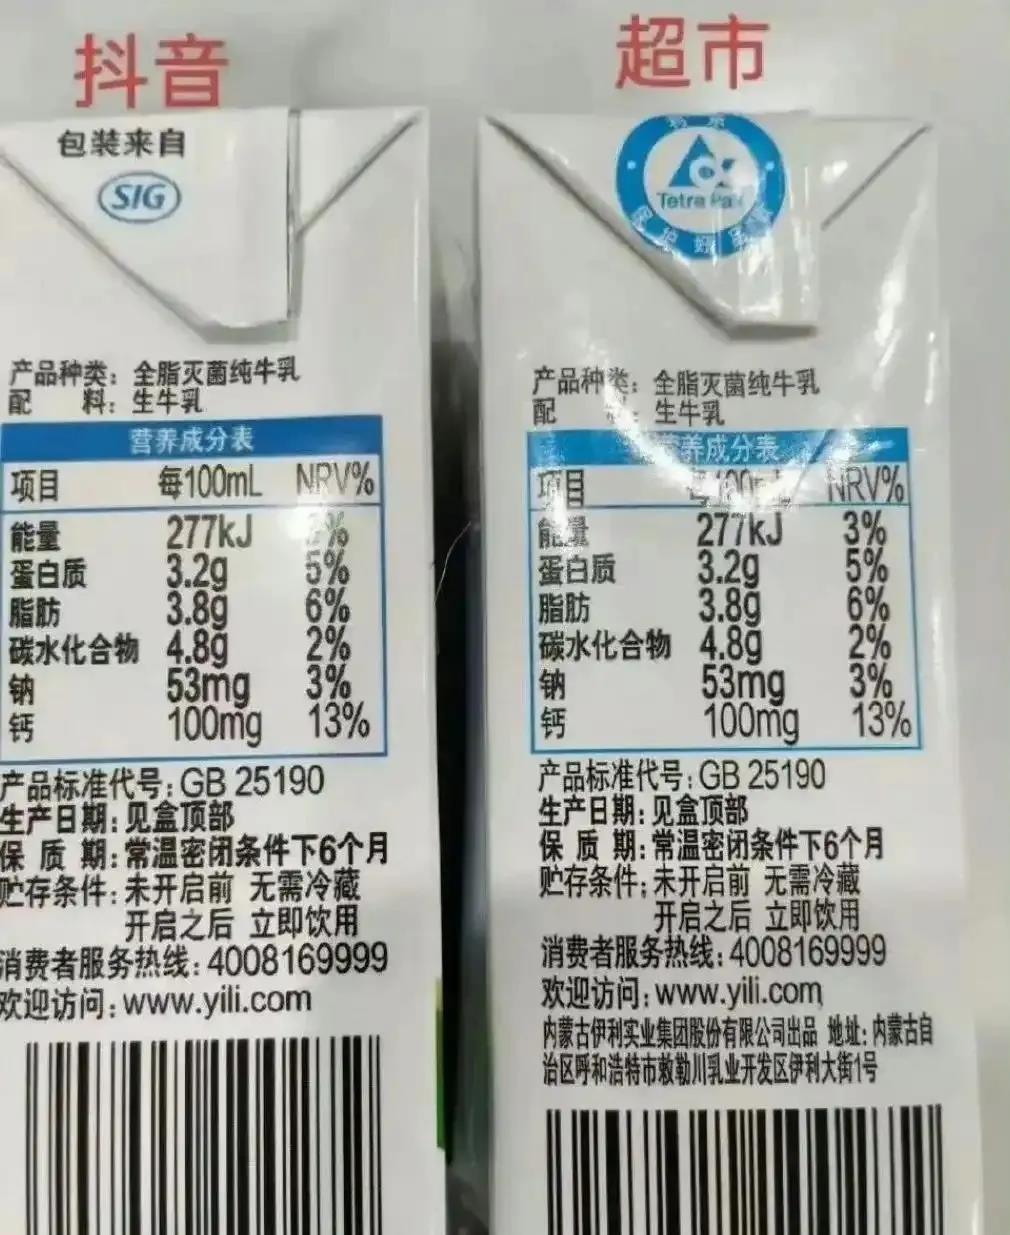 抖音
包装来自
SIG
产品种类：全脂灭菌纯牛乳
配 料：生牛乳
营养成分表
项目 每100mL NRV%
能量 277kJ
蛋白质 3.2g 5%
脂肪 3.8g 6%
碳水化合物 4.8g 2%
钠 53mg 3%
钙 100mg 13%
产品标准代号：GB 25190
生产日期：见盒顶部
保 质 期：常温密闭条件下6个月
贮存条件：未开启前 无需冷藏
开启之后 立即饮用
消费者服务热线：4008169999
欢迎访问：www.yili.com
超市
Tetra Pak
产品种类：全脂灭菌纯牛乳
配 生牛乳
营养成分表
项目 NRV%
能量 277kJ 3%
蛋白质 3.2g 5%
脂肪 3.8g 6%
碳水化合物 4.8g 2%
钠 53mg 3%
钙 100mg 13%
产品标准代号：GB 25190
生产日期：见盒顶部
保 质 期：常温密闭条件下6个月
贮存条件：未开启前 无需冷藏
开启之后 立即饮用
消费者服务热线：4008169999
欢迎访问：www.yili.com
内蒙古伊利实业集团股份有限公司出品 地址：内蒙古自
治区呼和浩特市敕勒川乳业开发区伊利大街1号